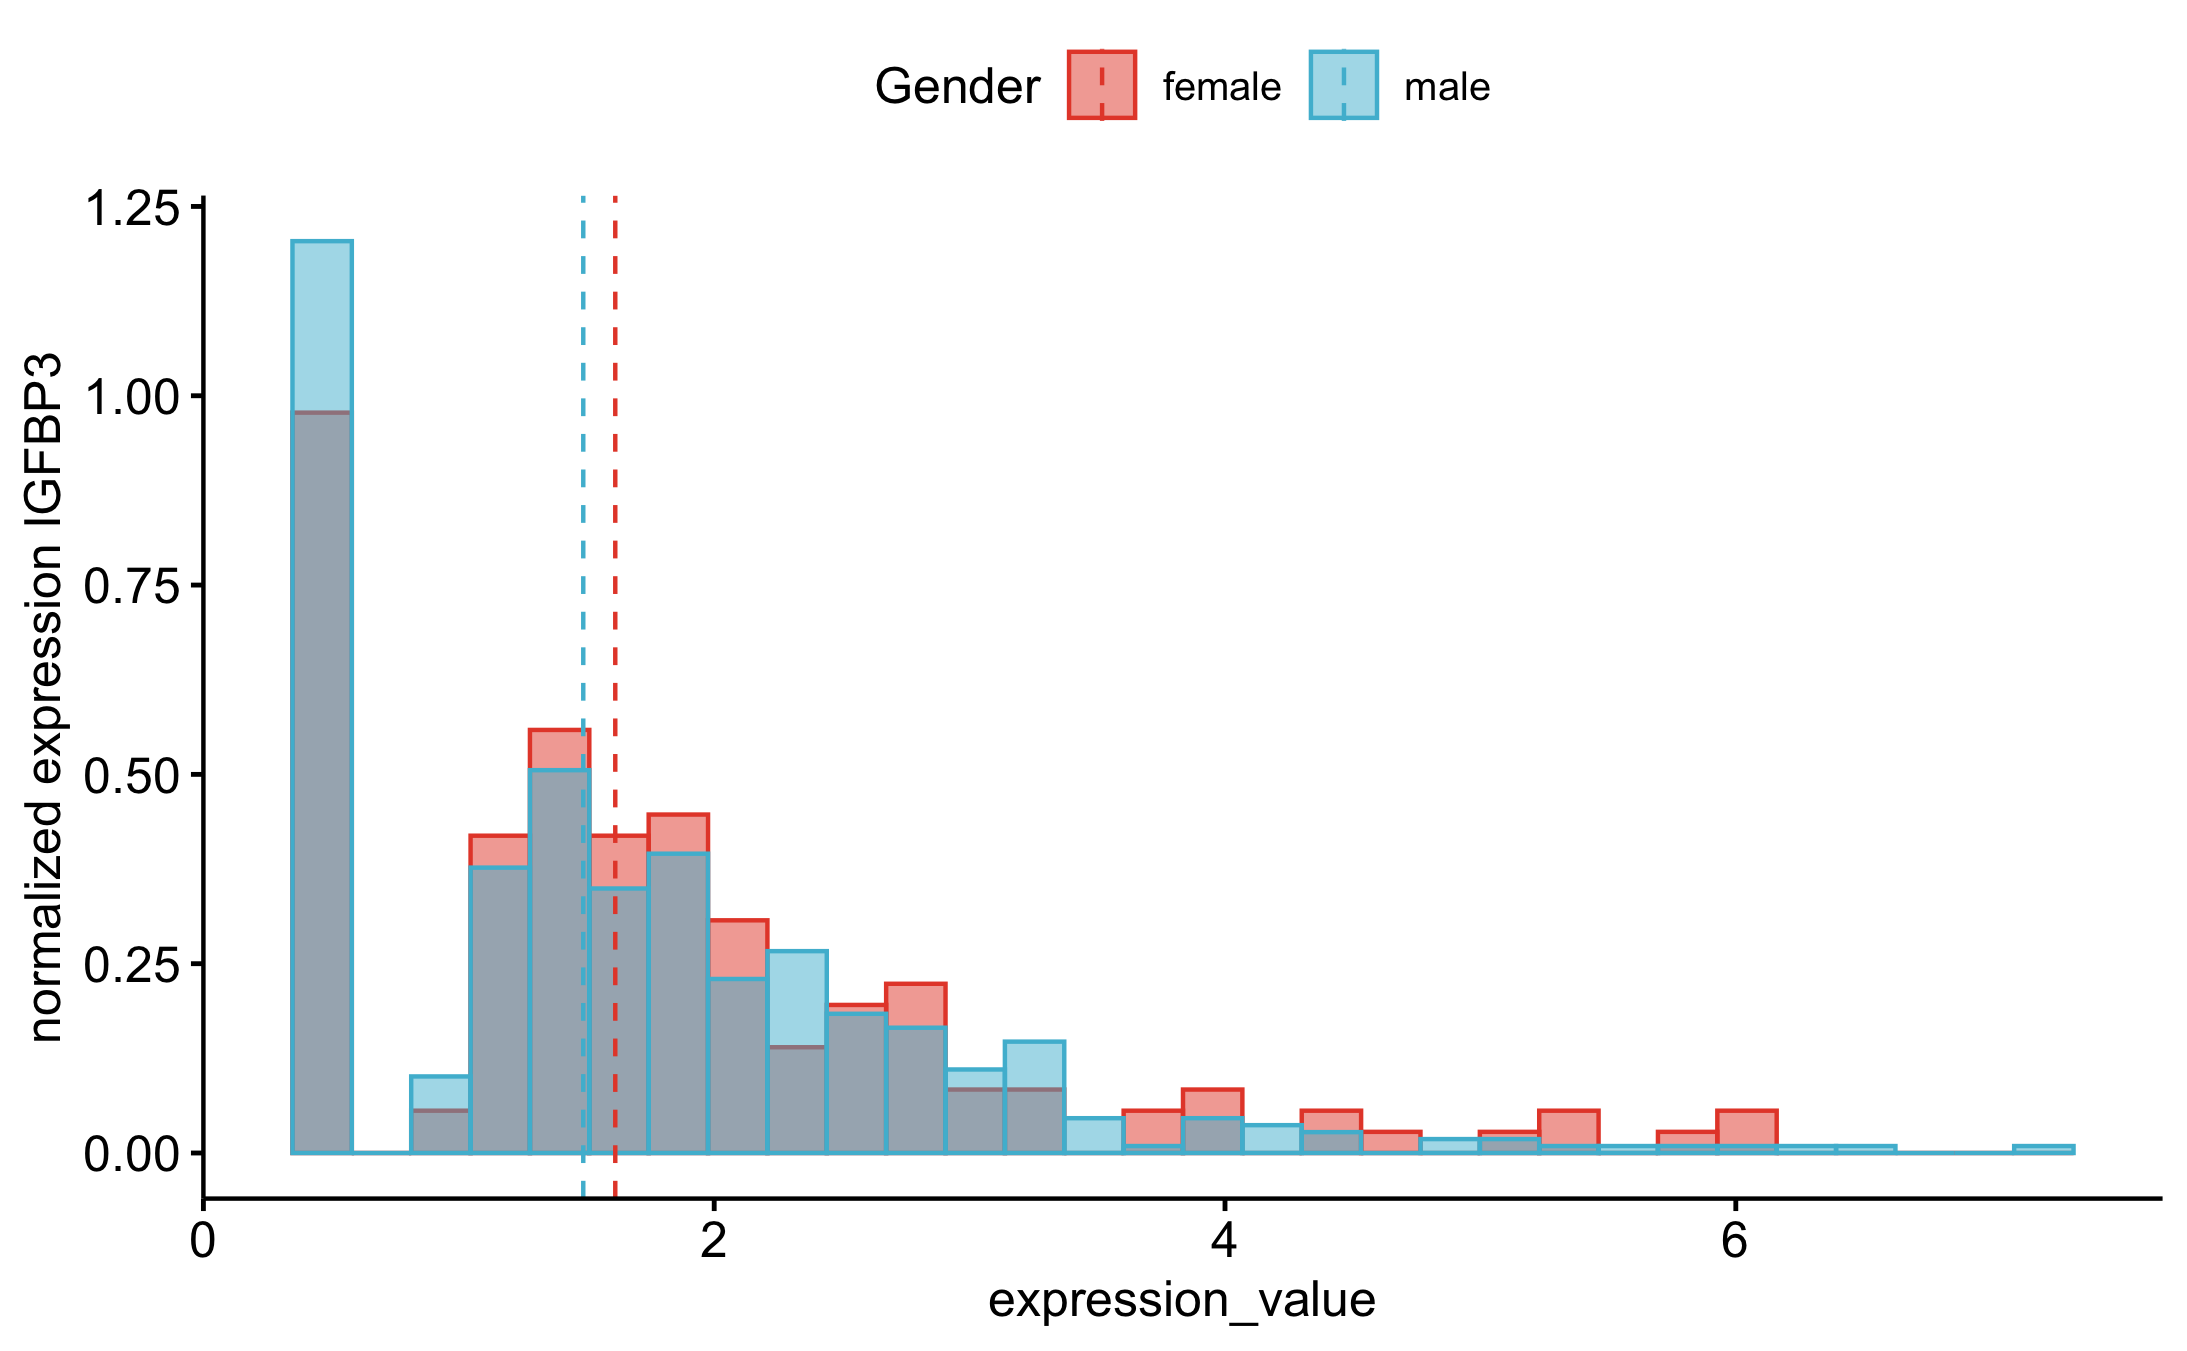 Gender female male
normalized expression IGFBP3
1.25
1.00
0.75
0.50
0.25
0.00
0 2 4 6
expression_value